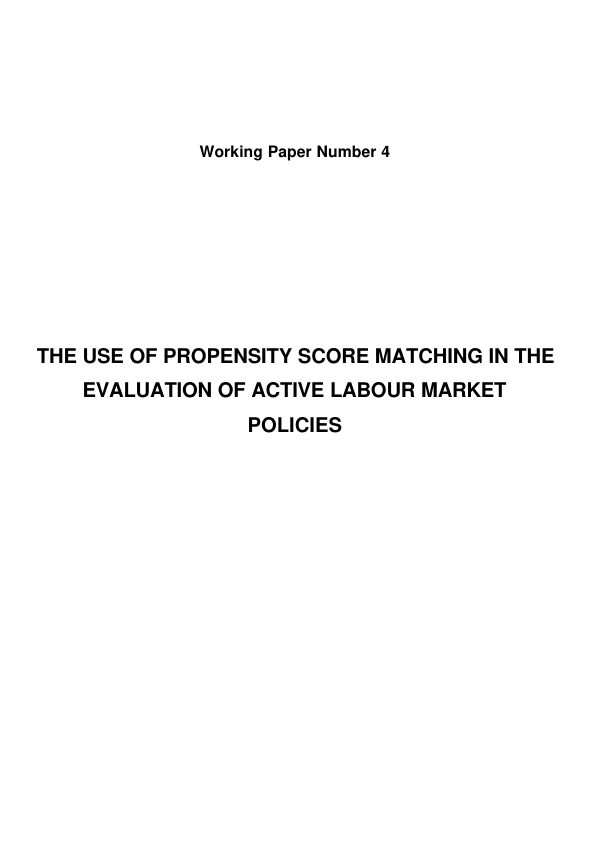 Working Paper Number 4
THE USE OF PROPENSITY SCORE MATCHING IN THE
EVALUATION OF ACTIVE LABOUR MARKET
POLICIES